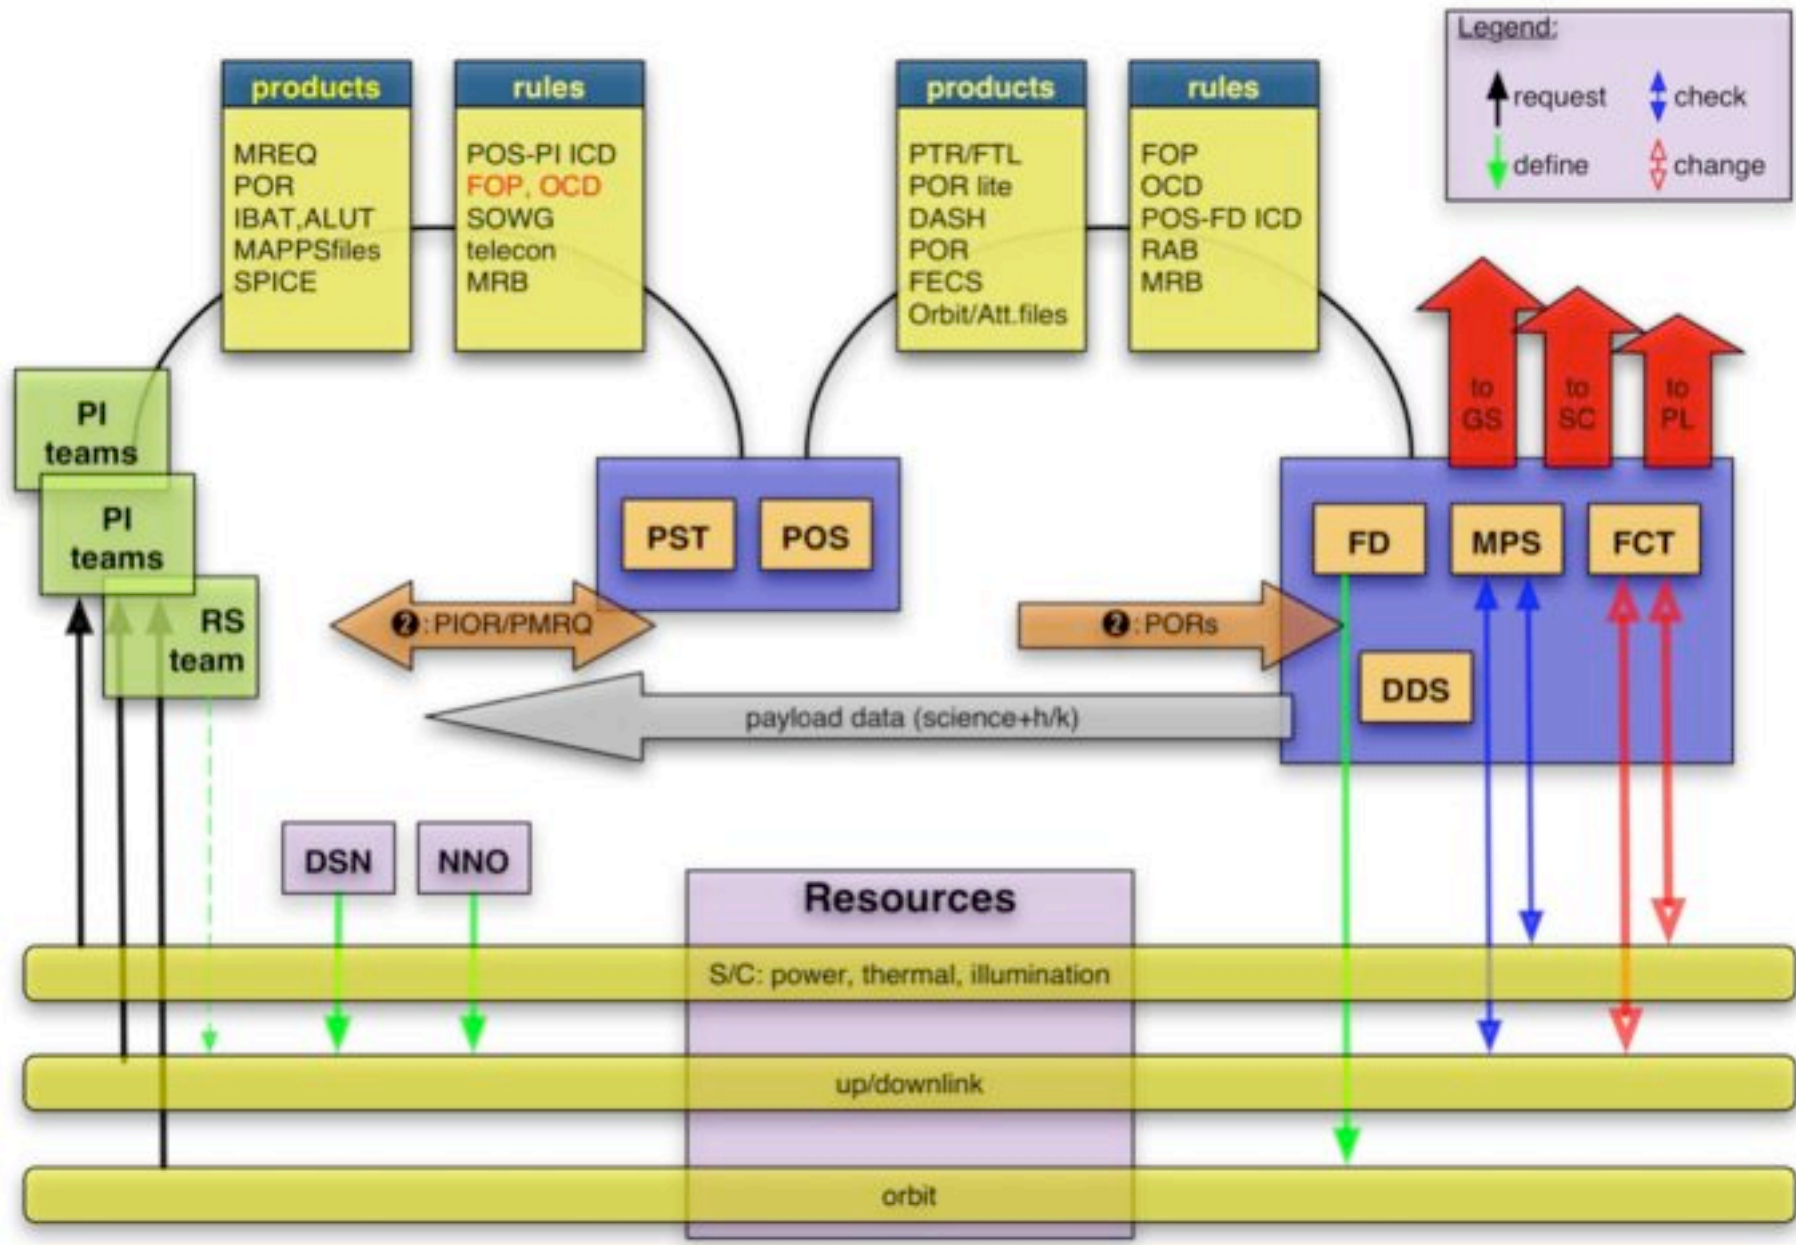 Legend:
request
check
define
change
products
MREQ
POR
IBAT,ALUT
MAPPSfiles
SPICE
rules
POS-PI ICD
FOP, OCD
SOWG
telecon
MRB
products
PTR/FTL
POR lite
DASH
POR
FECS
Orbit/Att.files
rules
FOP
OCD
POS-FD ICD
RAB
MRB
to
GS
to
SC
to
PL
PI
teams
PI
teams
RS
team
PST
POS
FD
MPS
FCT
DDS
❷:PIOR/PMRQ
❷:PORs
payload data (science+h/k)
DSN
NNO
Resources
S/C: power, thermal, illumination
up/downlink
orbit